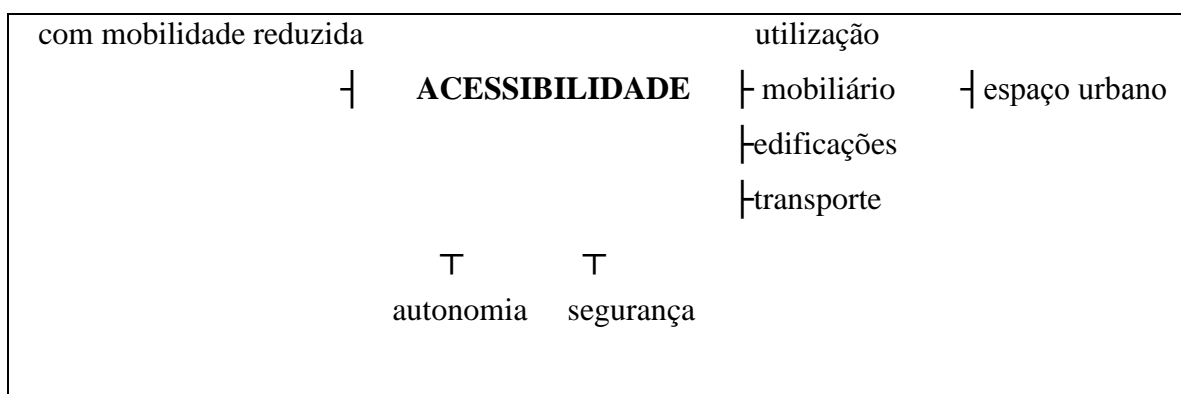 com mobilidade reduzida utilização
┤ ACESSIBILIDADE ├ mobiliário ┤ espaço urbano
├edificações
├transporte
┬ ┬
autonomia segurança